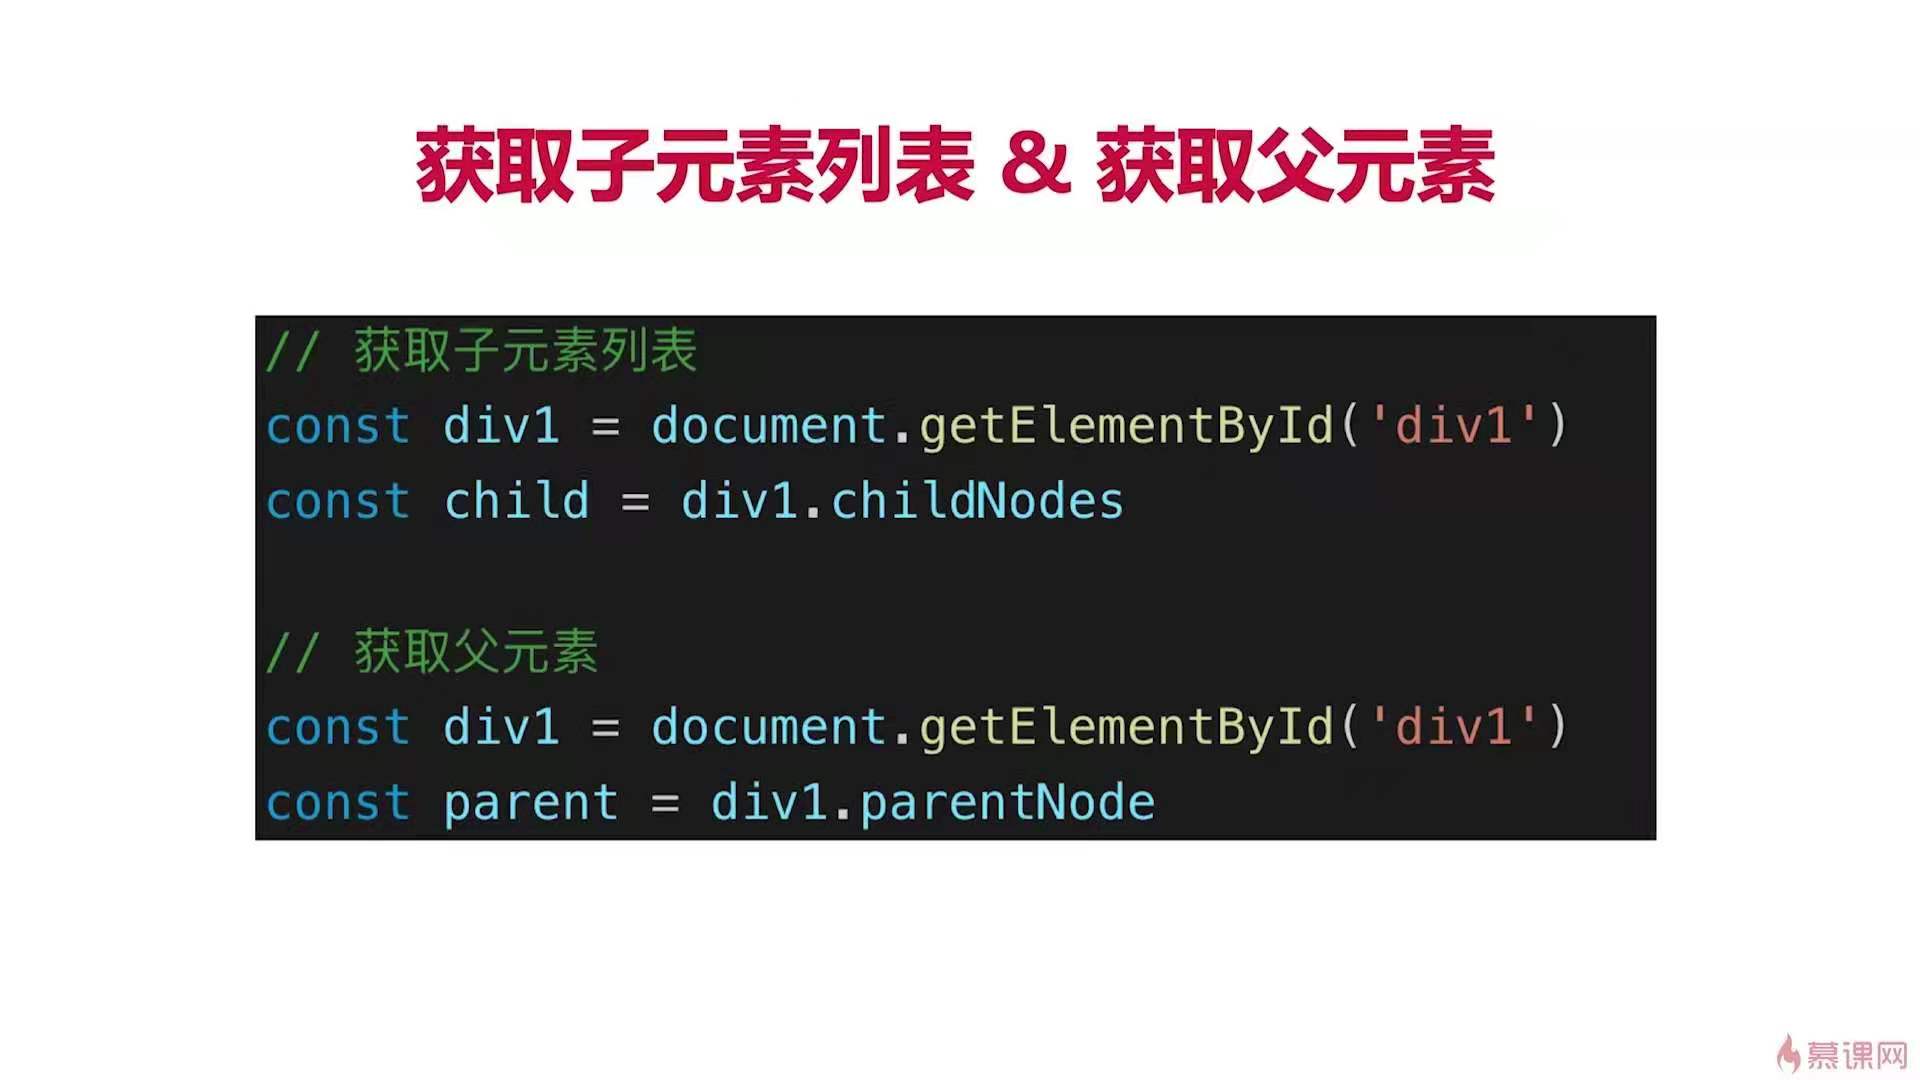 获取子元素列表 & 获取父元素
// 获取子元素列表
const div1 = document.getElementById('div1')
const child = div1.childNodes
// 获取父元素
const div1 = document.getElementById('div1')
const parent = div1.parentNode
慕课网